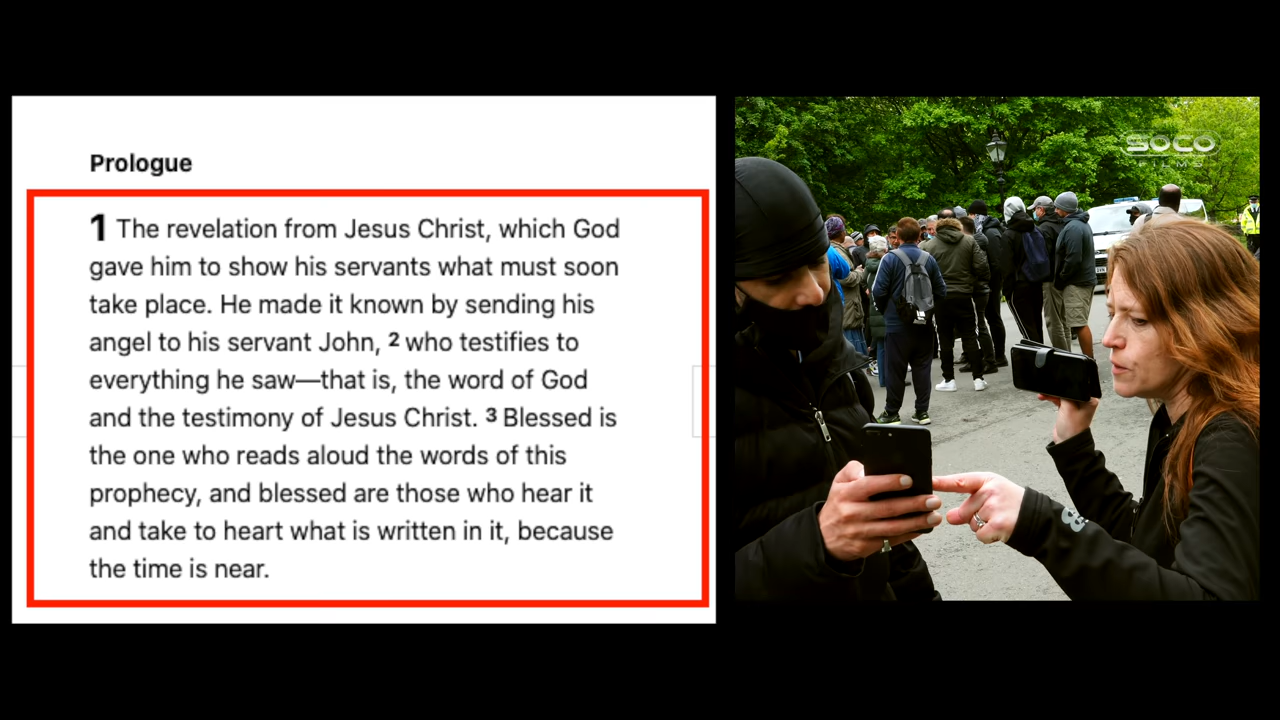 Prologue
1 The revelation from Jesus Christ, which God
gave him to show his servants what must soon
take place. He made it known by sending his
angel to his servant John, 2 who testifies to
everything he saw—that is, the word of God
and the testimony of Jesus Christ. 3 Blessed is
the one who reads aloud the words of this
prophecy, and blessed are those who hear it
and take to heart what is written in it, because
the time is near.
SOCO
FILMS